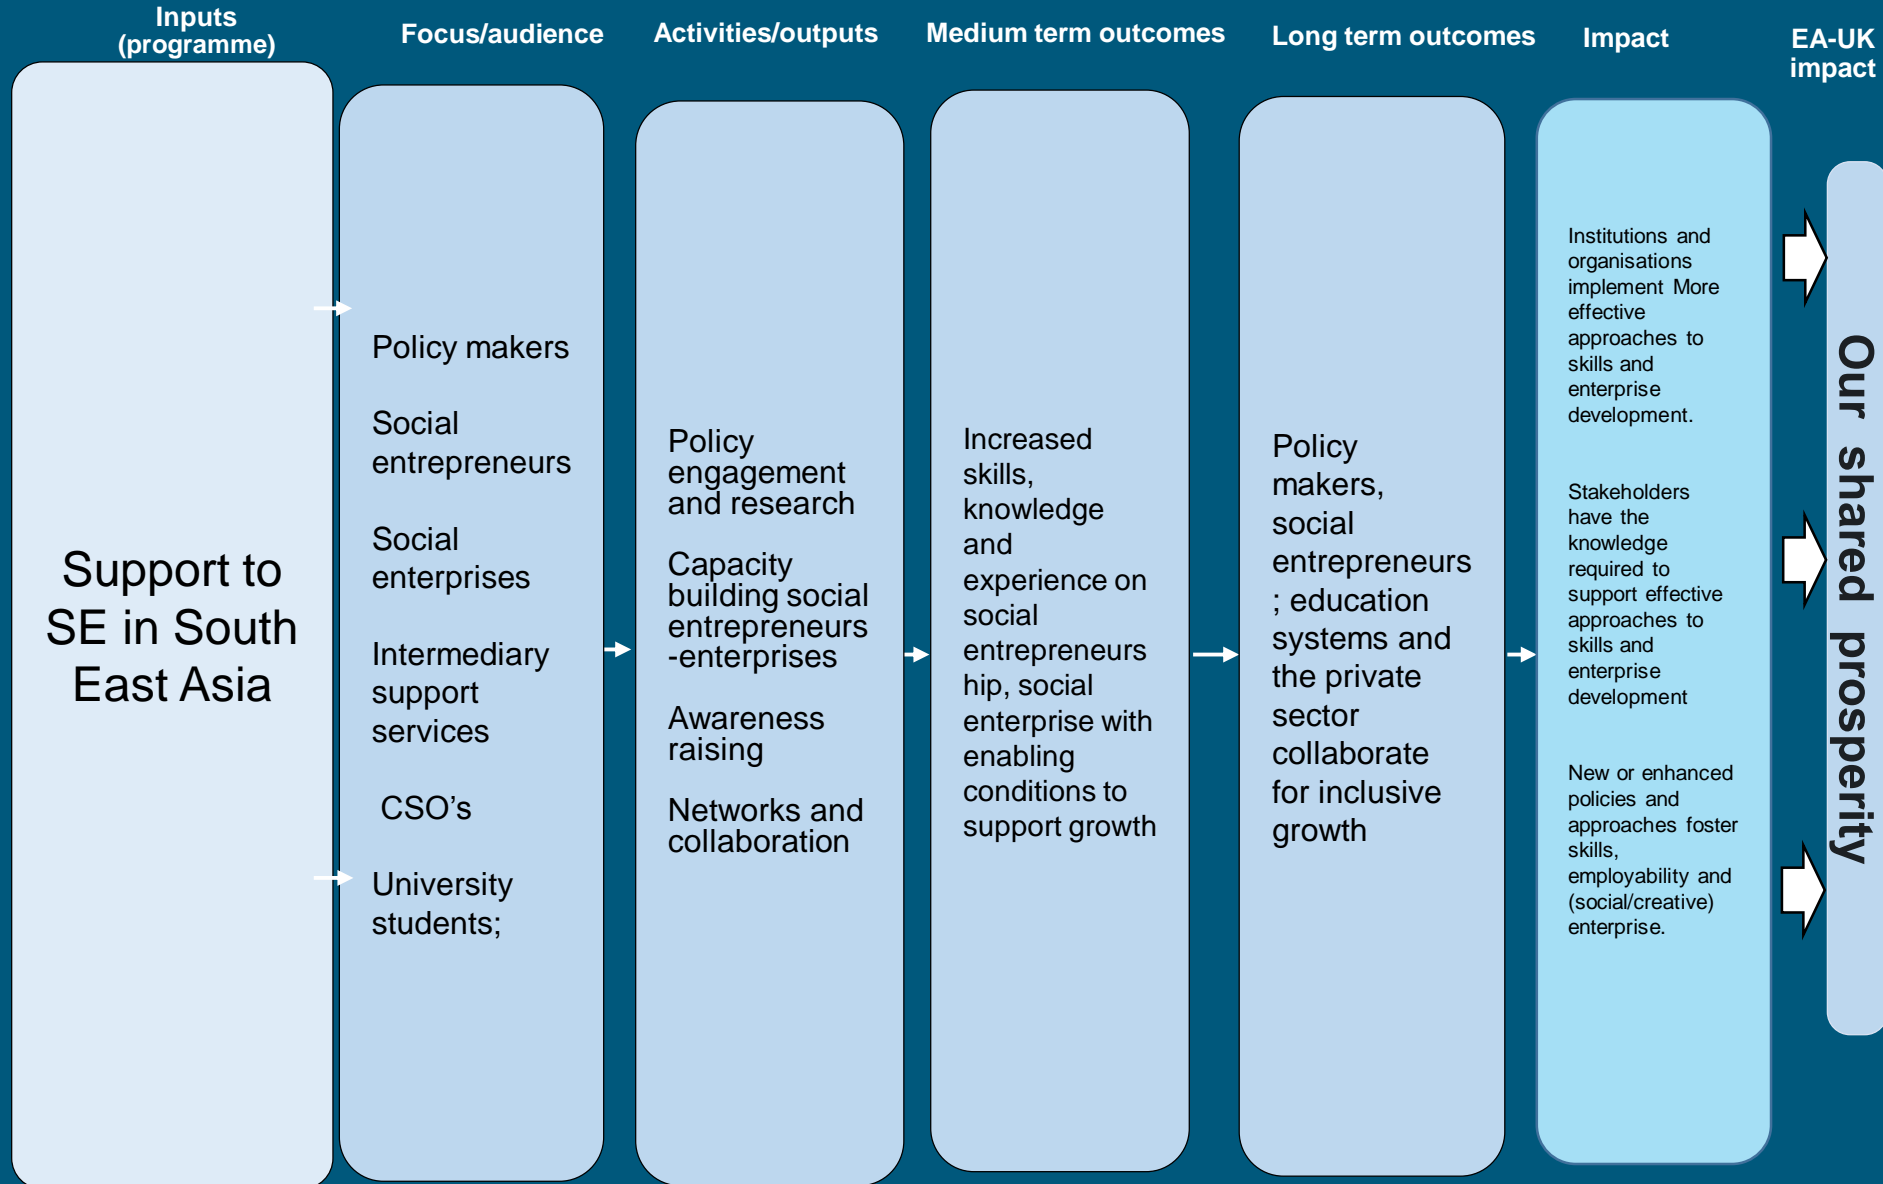 Inputs
(programme)
Focus/audience
Activities/outputs
Medium term outcomes
Long term outcomes
Impact
EA-UK
impact
Support to
SE in South
East Asia
Policy makers
Social
entrepreneurs
Social
enterprises
Intermediary
support
services
CSO’s
University
students;
Policy
engagement
and research
Capacity
building social
entrepreneurs
-enterprises
Awareness
raising
Networks and
collaboration
Increased
skills,
knowledge
and
experience on
social
entrepreneurs
hip, social
enterprise with
enabling
conditions to
support growth
Policy
makers,
social
entrepreneurs
; education
systems and
the private
sector
collaborate
for inclusive
growth
Institutions and
organisations
implement More
effective
approaches to
skills and
enterprise
development.
Stakeholders
have the
knowledge
required to
support effective
approaches to
skills and
enterprise
development
New or enhanced
policies and
approaches foster
skills,
employability and
(social/creative)
enterprise.
Our shared prosperity